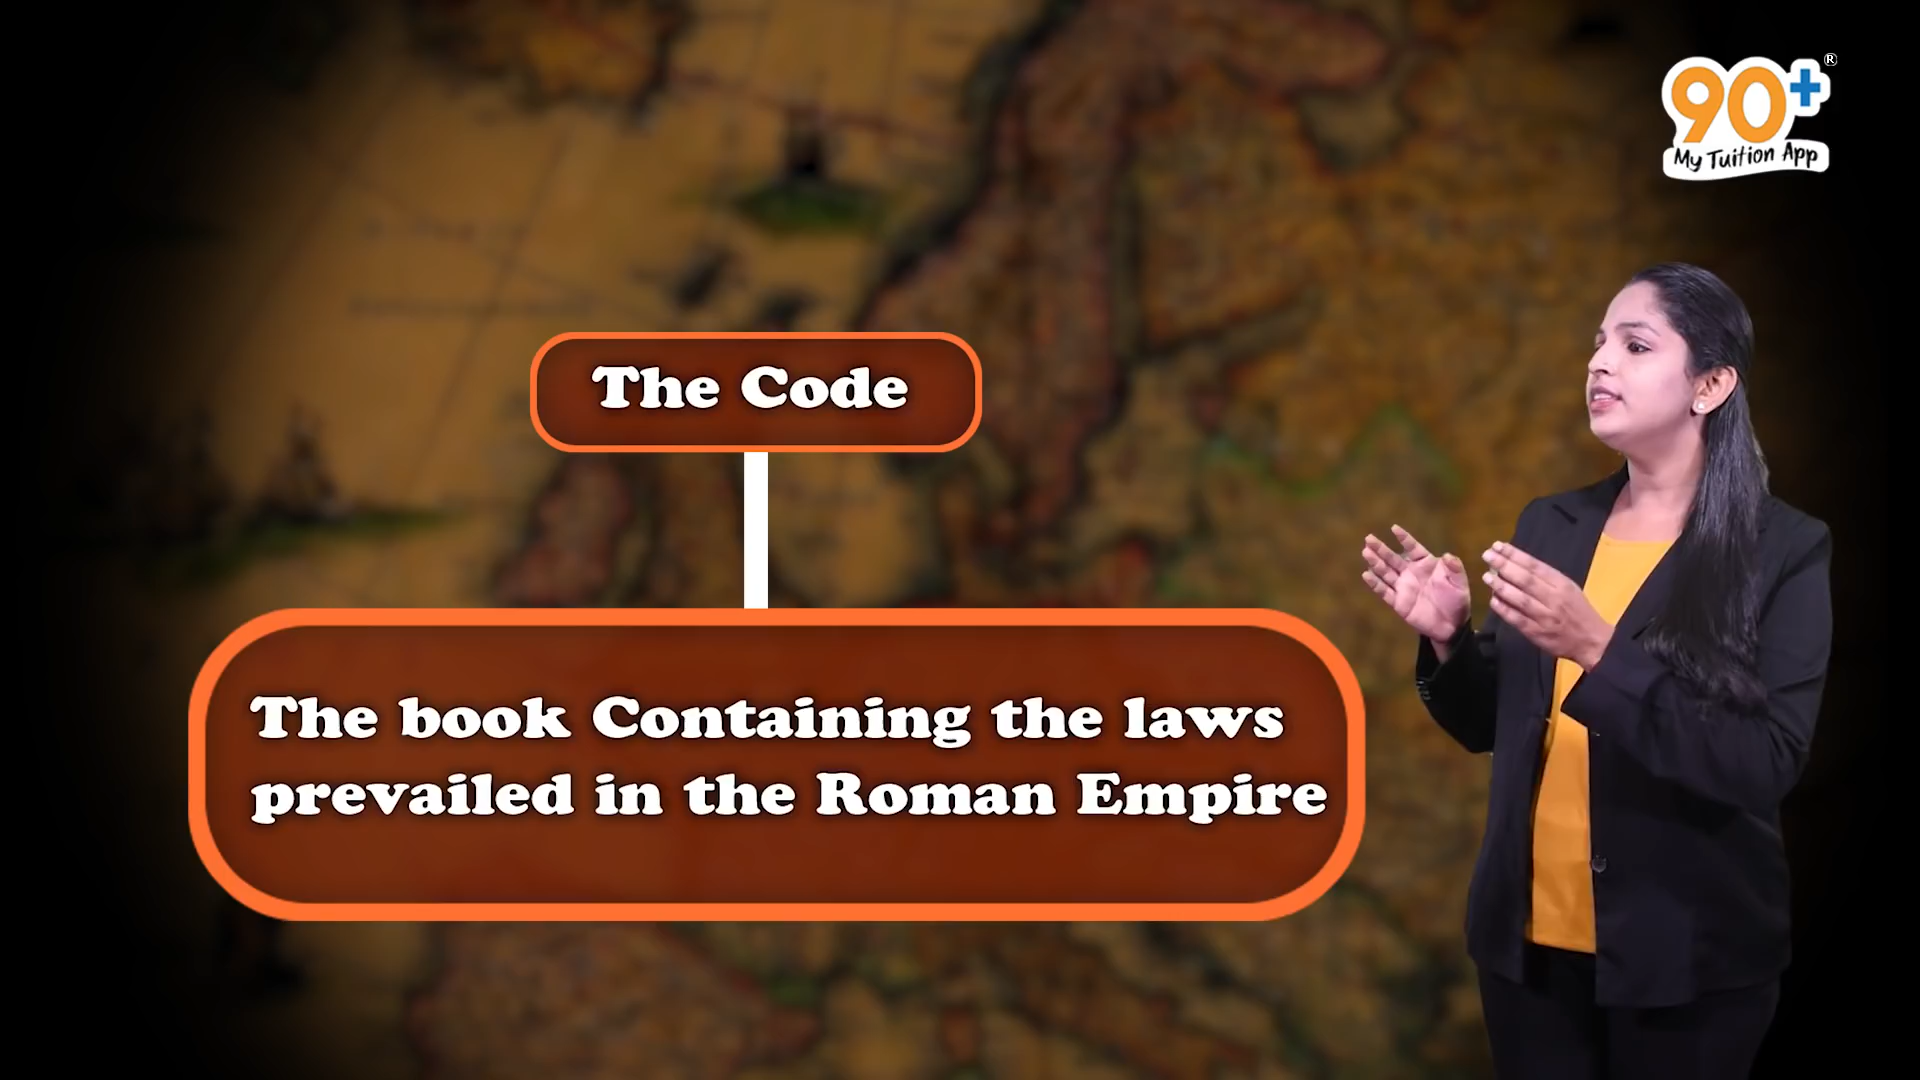 90+
®
My Tuition App
The Code
The book Containing the laws
prevailed in the Roman Empire